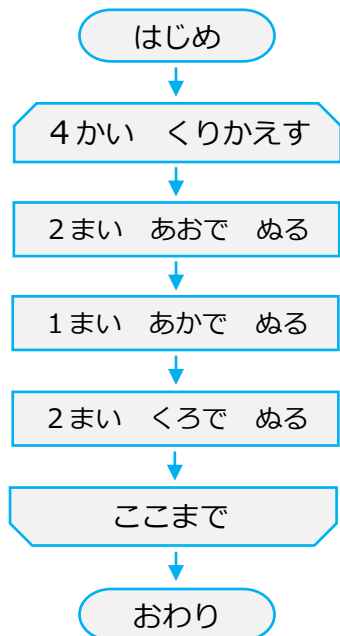 はじめ
４かい　くりかえす
２まい　あおで　ぬる
１まい　あかで　ぬる
２まい　くろで　ぬる
ここまで
おわり